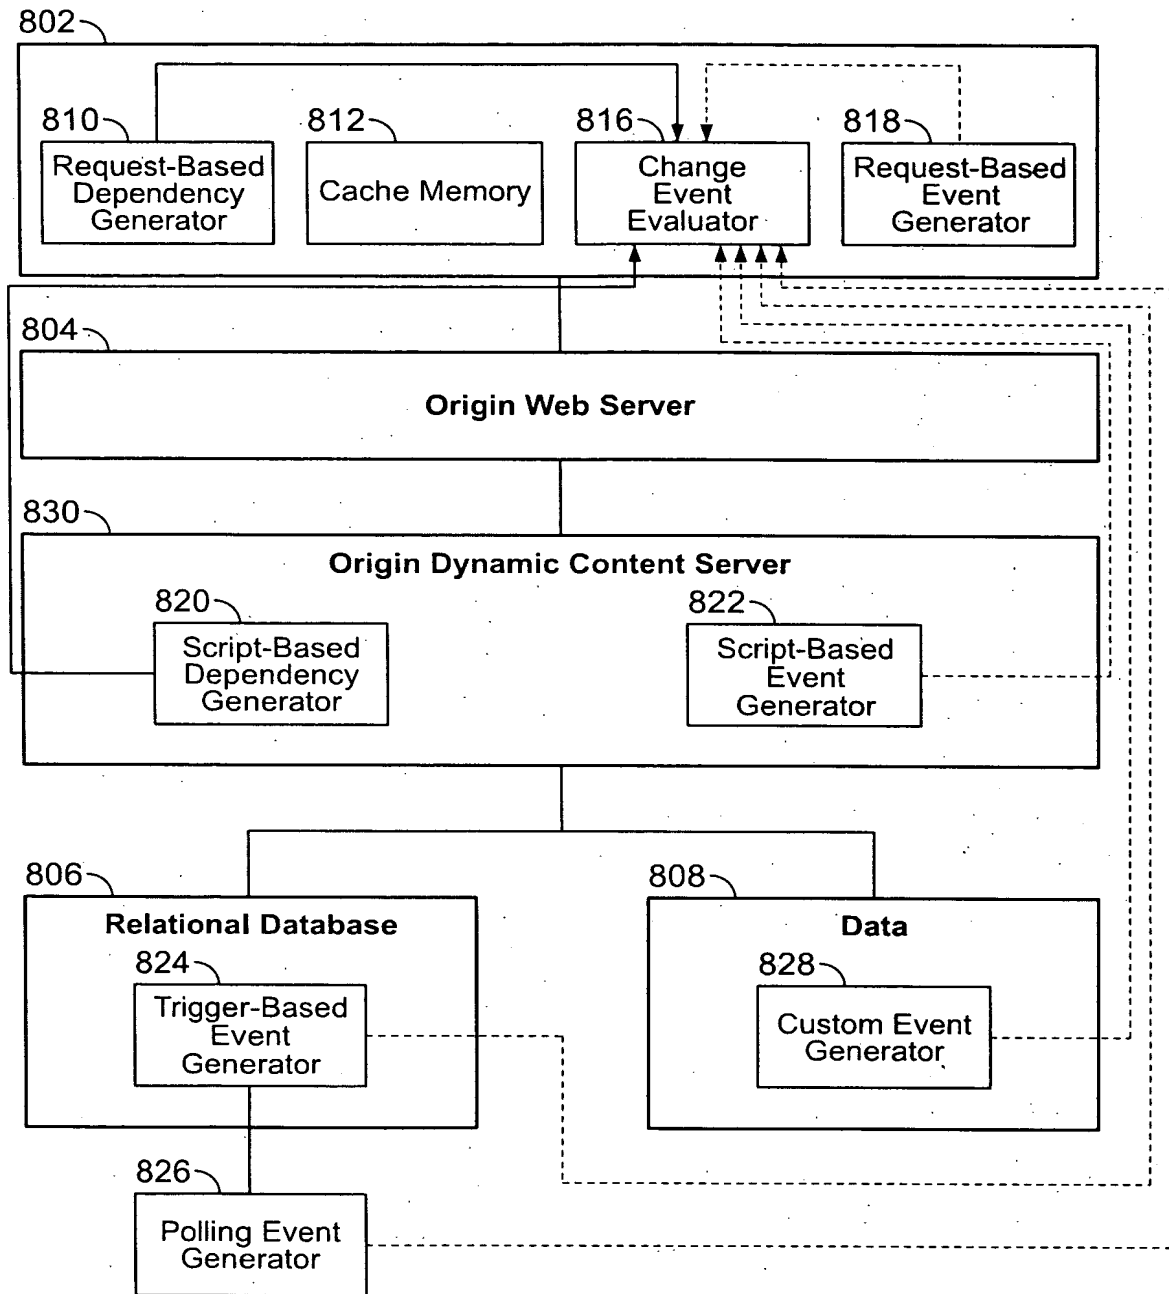 802
810
Request-Based
Dependency
Generator
812
Cache Memory
816
Change
Event
Evaluator
818
Request-Based
Event
Generator
804
Origin Web Server
830
Origin Dynamic Content Server
820
Script-Based
Dependency
Generator
822
Script-Based
Event
Generator
806
Relational Database
824
Trigger-Based
Event
Generator
808
Data
828
Custom Event
Generator
826
Polling Event
Generator